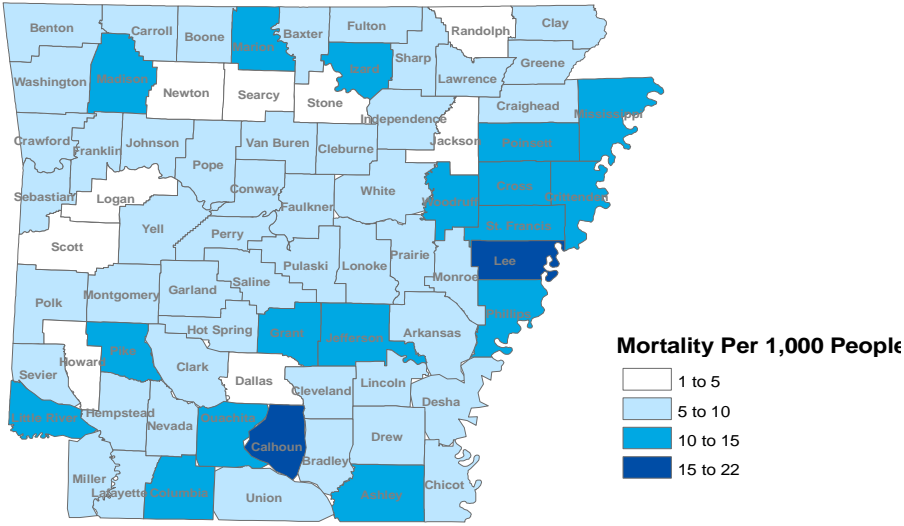 Benton
Carroll
Boone
Marion
Baxter
Fulton
Randolph
Clay
Washington
Madison
Newton
Searcy
Stone
Izard
Sharp
Lawrence
Greene
Independence
Craighead
Mississippi
Crawford
Franklin
Johnson
Pope
Van Buren
Cleburne
Jackson
Poinsett
Sebastian
Logan
Conway
Faulkner
White
Woodruff
Cross
Crittenden
Scott
Yell
Perry
Pulaski
Lonoke
Prairie
Monroe
St. Francis
Lee
Polk
Montgomery
Garland
Saline
Hot Spring
Grant
Jefferson
Arkansas
Phillips
Sevier
Howard
Pike
Clark
Dallas
Cleveland
Lincoln
Desha
Little River
Hempstead
Nevada
Ouachita
Calhoun
Bradley
Drew
Miller
Lafayette
Columbia
Union
Ashley
Chicot
Mortality Per 1,000 People
1 to 5
5 to 10
10 to 15
15 to 22